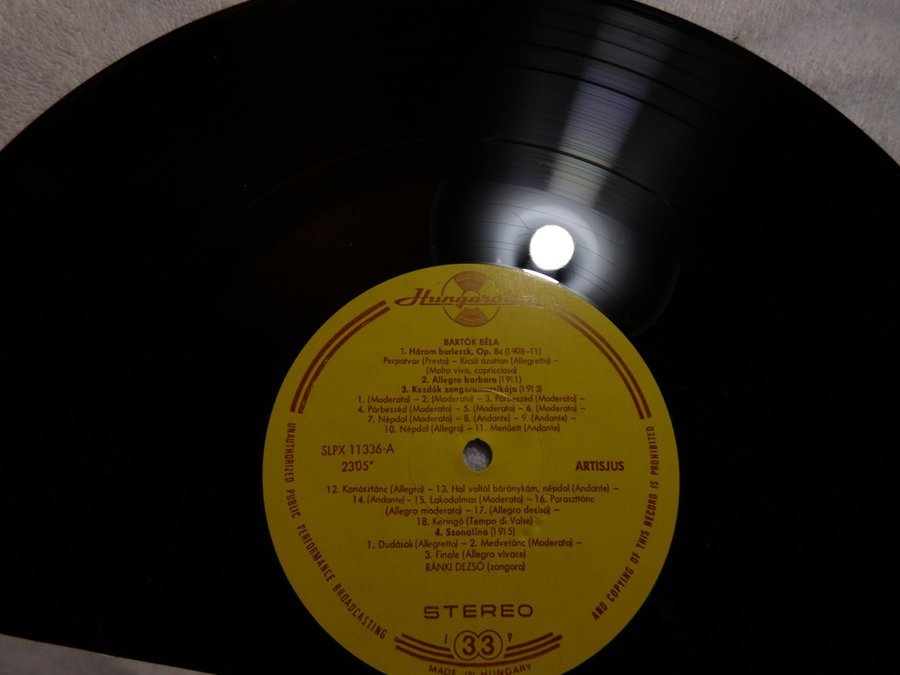 Hungaroton
BARTÓK BÉLA
1. Három burleszk, Op. 8c (1908–11)
Perpatvar (Presto) – Kicsit ázottan (Allegretto) –
(Molto vivo, capriccioso)
2. Allegro barbaro (1911)
3. Kezdők zongoramuzsikája (1913)
1. (Moderato) – 2. (Moderato) – 3. Párbeszéd (Moderato) –
4. Párbeszéd (Moderato) – 5. (Moderato) – 6. (Moderato) –
7. Népdal (Moderato) – 8. (Andante) – 9. (Andante) –
10. Népdal (Allegro) – 11. Menüett (Andante)
SLPX 11336-A
23'05"
ARTISJUS
12. Kanásztánc (Allegro) – 13. Hol voltál báránykám, népdal (Andante) –
14. (Andante) – 15. Lakodalmas (Moderato) – 16. Paraszttánc
(Allegro moderato) – 17. (Allegro deciso) –
18. Keringő (Tempo di Valse)
4. Szonatina (1915)
1. Dudások (Allegretto) – 2. Medvetánc (Moderato) –
3. Finale (Allegro vivace)
RÁNKI DEZSŐ (zongora)
STEREO
L 33 P
MADE IN HUNGARY
UNAUTHORIZED PUBLIC PERFORMANCE BROADCASTING
AND COPYING OF THIS RECORD IS PROHIBITED